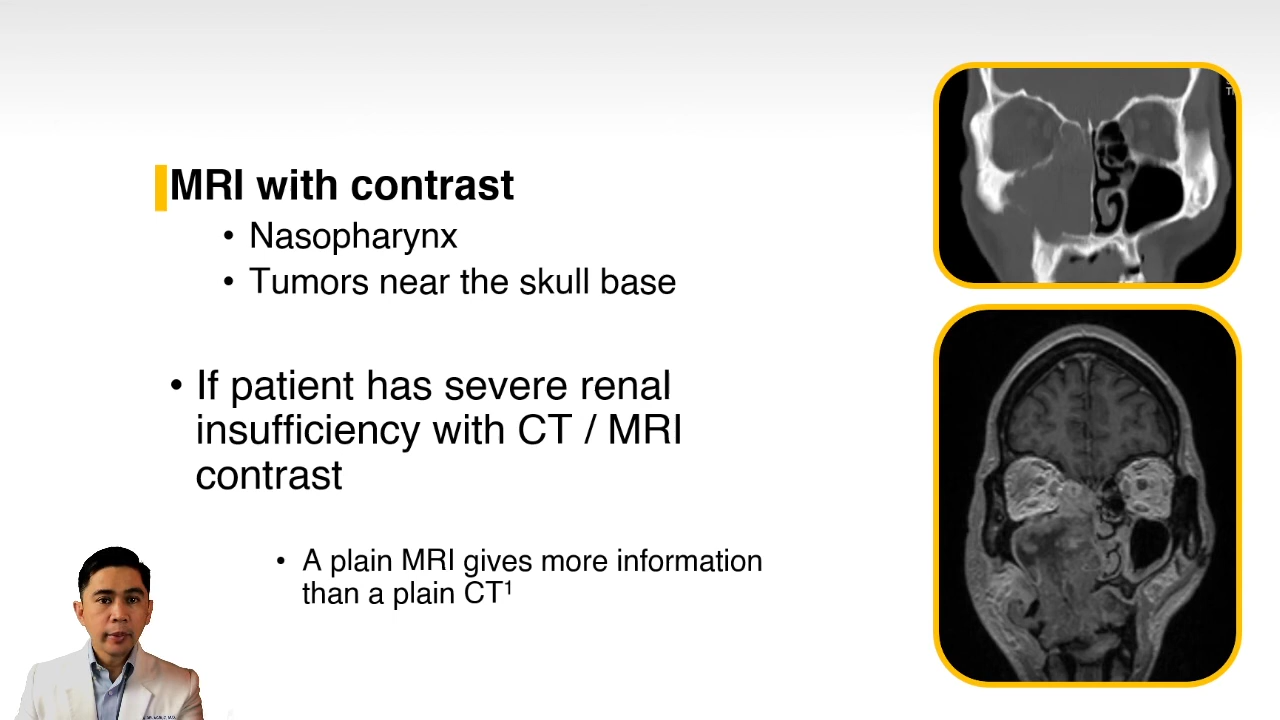 MRI with contrast
• Nasopharynx
• Tumors near the skull base
• If patient has severe renal
insufficiency with CT / MRI
contrast
• A plain MRI gives more information
than a plain CT¹